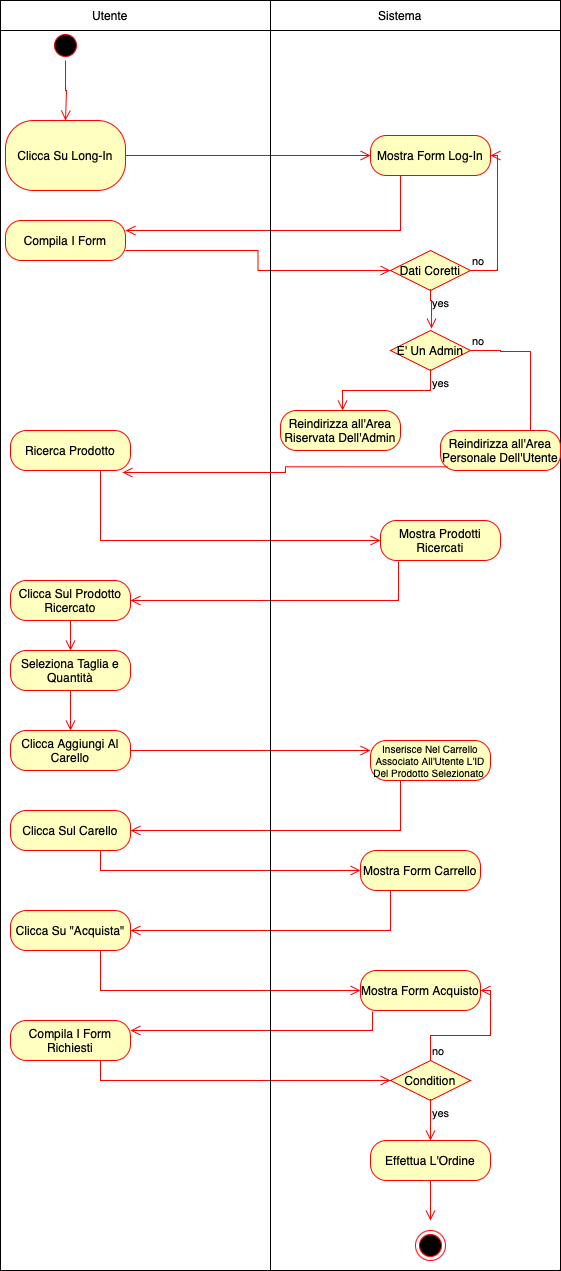 Utente
Sistema
Clicca Su Long-In
Mostra Form Log-In
Compila I Form
Dati Coretti
no
yes
E' Un Admin
no
yes
Reindirizza all'Area
Riservata Dell'Admin
Reindirizza all'Area
Personale Dell'Utente
Ricerca Prodotto
Mostra Prodotti
Ricercati
Clicca Sul Prodotto
Ricercato
Seleziona Taglia e
Quantità
Clicca Aggiungi Al
Carello
Inserisce Nel Carrello
Associato All'Utente L'ID
Del Prodotto Selezionato
Clicca Sul Carello
Mostra Form Carrello
Clicca Su "Acquista"
Mostra Form Acquisto
Compila I Form
Richiesti
no
Condition
yes
Effettua L'Ordine